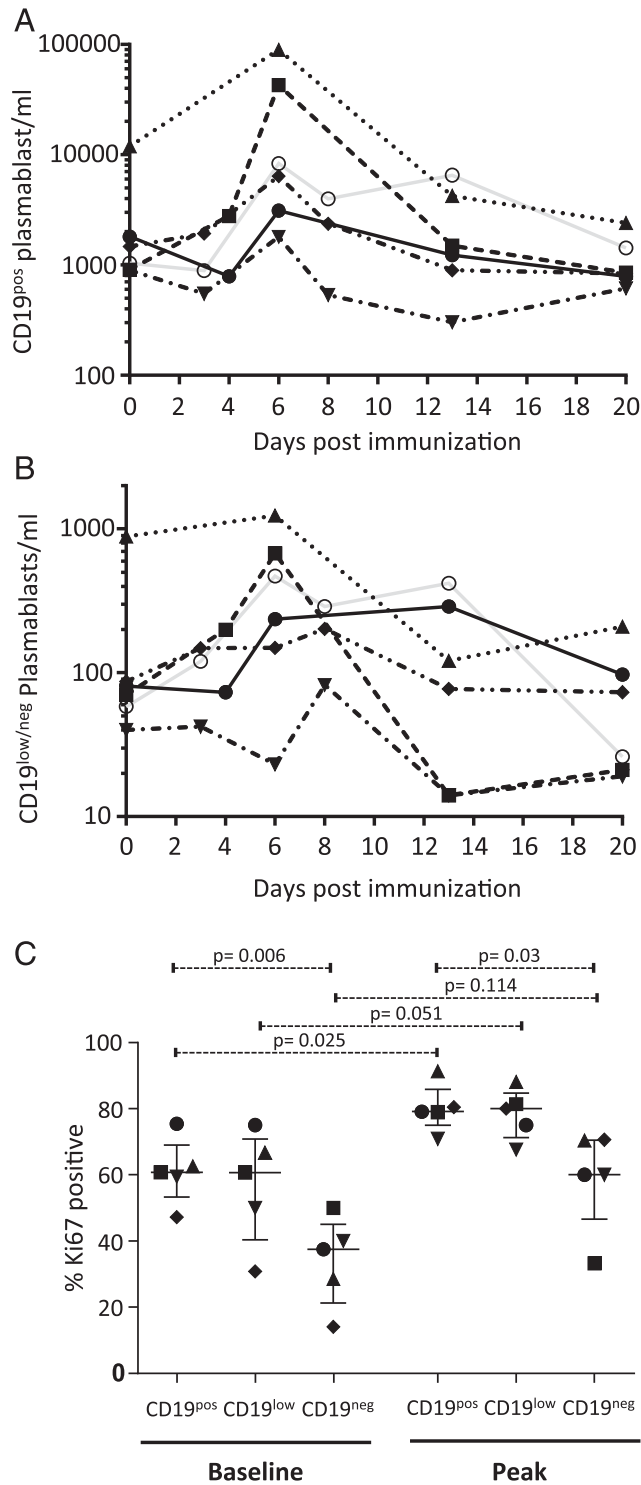 A
CD19pos plasmablast/ml
100000
10000
1000
100
0 2 4 6 8 10 12 14 16 18 20
Days post immunization
B
CD19low/neg Plasmablasts/ml
1000
100
10
0 2 4 6 8 10 12 14 16 18 20
Days post immunization
C
p= 0.006 p= 0.03
p= 0.114
p= 0.051
p= 0.025
% Ki67 positive
100
80
60
40
20
0
CD19pos CD19low CD19neg CD19pos CD19low CD19neg
Baseline Peak